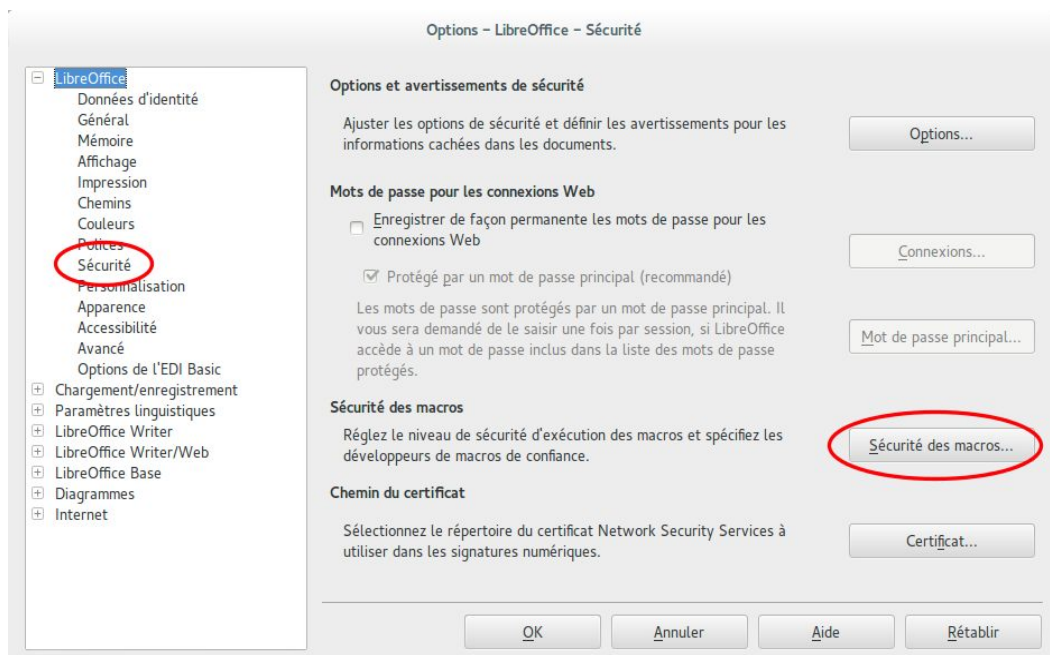 Options – LibreOffice – Sécurité
LibreOffice
Données d'identité
Général
Mémoire
Affichage
Impression
Chemins
Couleurs
Polices
Sécurité
Personnalisation
Apparence
Accessibilité
Avancé
Options de l'EDI Basic
Chargement/enregistrement
Paramètres linguistiques
LibreOffice Writer
LibreOffice Writer/Web
LibreOffice Base
Diagrammes
Internet
Options et avertissements de sécurité
Ajuster les options de sécurité et définir les avertissements pour les
informations cachées dans les documents.
Options...
Mots de passe pour les connexions Web
Enregistrer de façon permanente les mots de passe pour les
connexions Web
Connexions...
Protégé par un mot de passe principal (recommandé)
Les mots de passe sont protégés par un mot de passe principal. Il
vous sera demandé de le saisir une fois par session, si LibreOffice
accède à un mot de passe inclus dans la liste des mots de passe
protégés.
Mot de passe principal...
Sécurité des macros
Réglez le niveau de sécurité d'exécution des macros et spécifiez les
développeurs de macros de confiance.
Sécurité des macros...
Chemin du certificat
Sélectionnez le répertoire du certificat Network Security Services à
utiliser dans les signatures numériques.
Certificat...
OK
Annuler
Aide
Rétablir